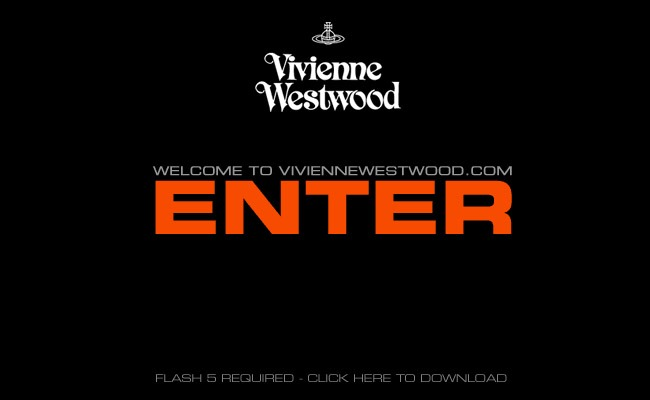 Vivienne
Westwood
WELCOME TO VIVIENNEWESTWOOD.COM
ENTER
FLASH 5 REQUIRED - CLICK HERE TO DOWNLOAD